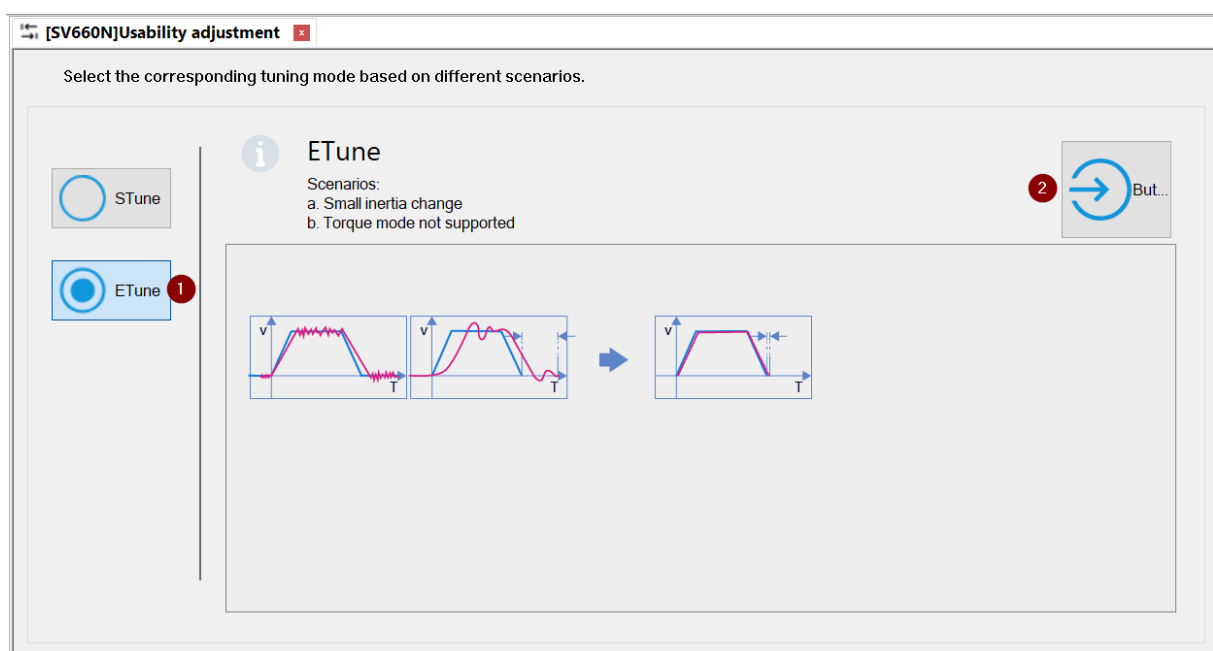 [SV660N]Usability adjustment x
Select the corresponding tuning mode based on different scenarios.
STune
ETune 1
i
ETune
Scenarios:
a. Small inertia change
b. Torque mode not supported
2 But...
V T
V T
V T